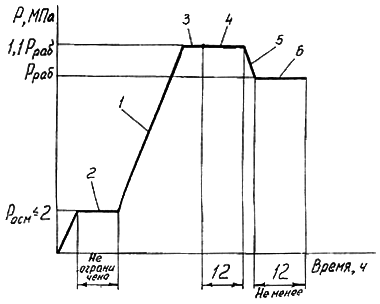 Р, МПа
1,1 Рраб
Рраб
Росм ≤ 2
1
2
3
4
5
6
Не
ограни
чено
12
12
Не менее
Время, ч